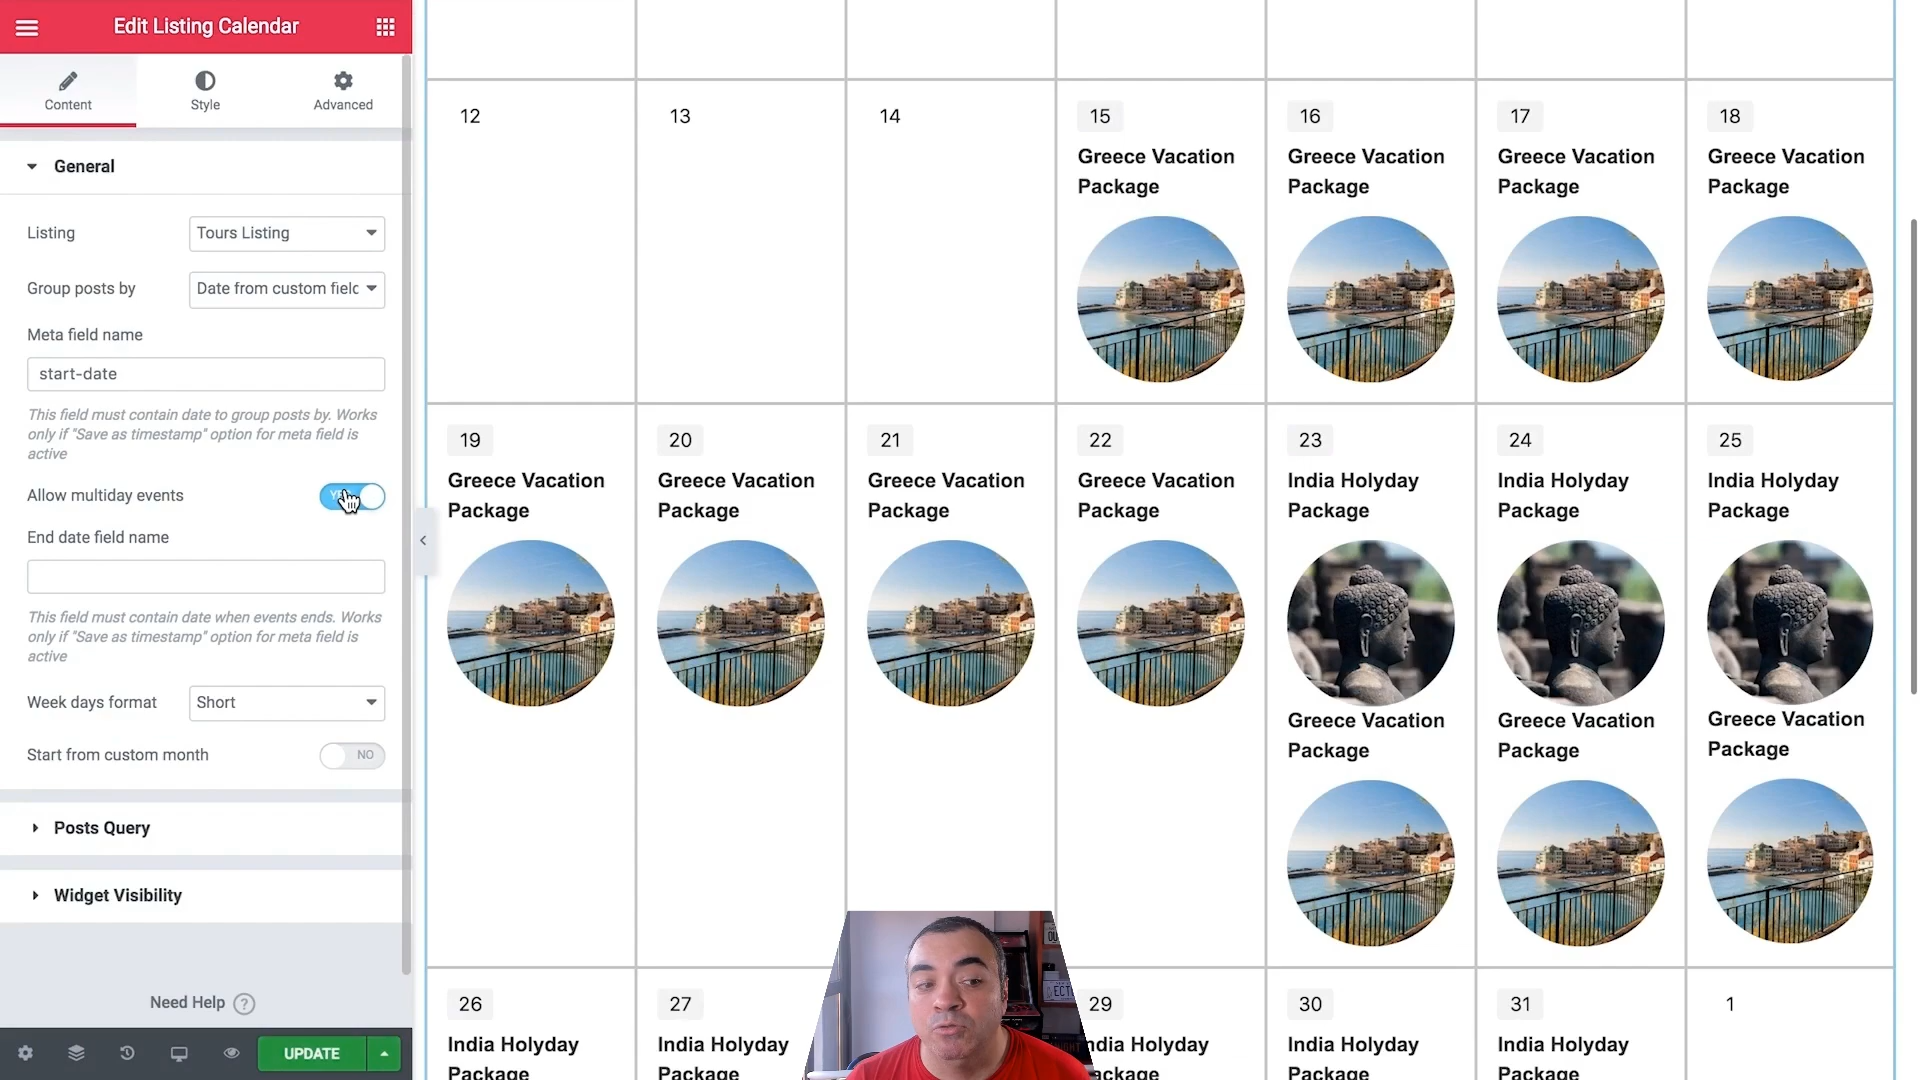 Edit Listing Calendar
Content
Style
Advanced
General
Listing
Tours Listing
Group posts by
Date from custom fielc
Meta field name
start-date
This field must contain date to group posts by. Works
only if "Save as timestamp" option for meta field is
active
Allow multiday events
End date field name
This field must contain date when events ends. Works
only if "Save as timestamp" option for meta field is
active
Week days format
Short
Start from custom month
NO
Posts Query
Widget Visibility
Need Help ?
UPDATE
12
13
14
15
Greece Vacation
Package
16
Greece Vacation
Package
17
Greece Vacation
Package
18
Greece Vacation
Package
19
Greece Vacation
Package
20
Greece Vacation
Package
21
Greece Vacation
Package
22
Greece Vacation
Package
23
India Holyday
Package
Greece Vacation
Package
24
India Holyday
Package
Greece Vacation
Package
25
India Holyday
Package
Greece Vacation
Package
26
India Holyday
Package
27
India Holyday
Package
29
ndia Holyday
ackage
30
India Holyday
Package
31
India Holyday
Package
1